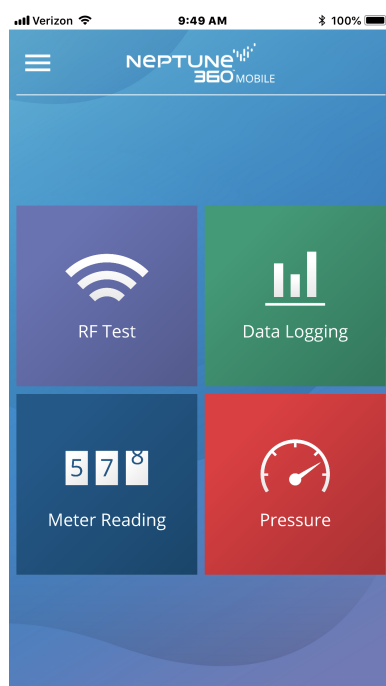 Verizon 9:49 AM 100%
NEPTUNE
360 MOBILE
RF Test
Data Logging
5 7 8
Meter Reading
Pressure